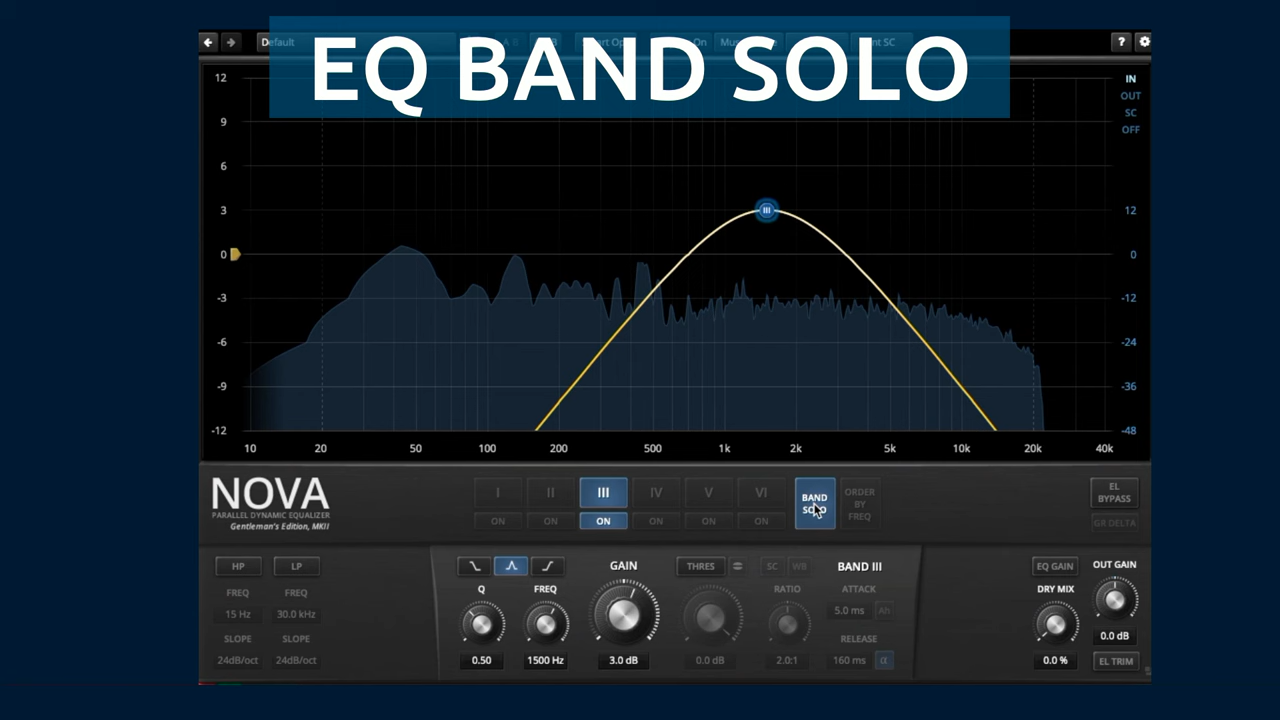 EQ BAND SOLO
Default
? 
12
9
6
3
0
-3
-6
-9
-12
IN
OUT
SC
OFF
12
0
-12
-24
-36
-48
10 20 50 100 200 500 1k 2k 5k 10k 20k 40k
III
NOVA
PARALLEL DYNAMIC EQUALIZER
Gentleman's Edition, MKII
I II III IV V VI
ON ON ON ON ON ON
BAND
SOLO
ORDER
BY
FREQ
EL
BYPASS
GR DELTA
HP LP
FREQ FREQ
15 Hz 30.0 kHz
SLOPE SLOPE
24dB/oct 24dB/oct
Q FREQ
0.50 1500 Hz
GAIN
3.0 dB
THRES
0.0 dB
SC WB
RATIO
2.0:1
BAND III
ATTACK
5.0 ms Ah
RELEASE
160 ms α
EQ GAIN
DRY MIX
0.0 %
OUT GAIN
0.0 dB
EL TRIM